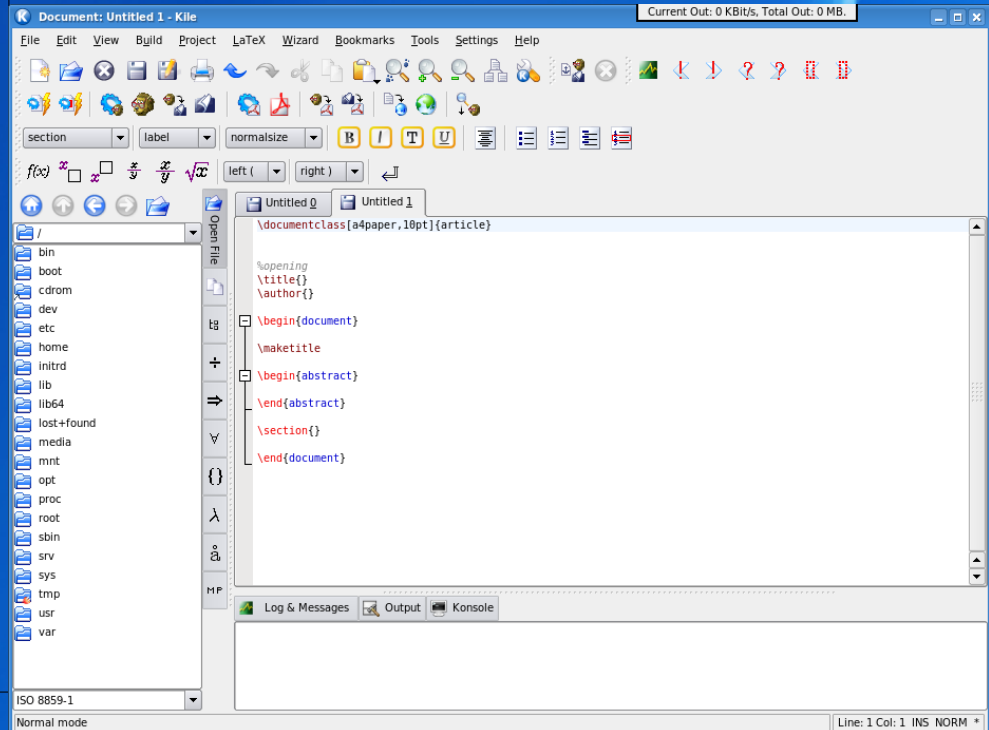 Document: Untitled 1 - Kile
Current Out: 0 KBit/s, Total Out: 0 MB.
File Edit View Build Project LaTeX Wizard Bookmarks Tools Settings Help
section label normalsize B I T U
f(x) x x x/y x/y √x left ( right )
Open File
/
bin
boot
cdrom
dev
etc
home
initrd
lib
lib64
lost+found
media
mnt
opt
proc
root
sbin
srv
sys
tmp
usr
var
ISO 8859-1
÷
⇒
∀
{}
λ
å
MP
Untitled 0 Untitled 1
\documentclass[a4paper,10pt]{article}
%opening
\title{}
\author{}
\begin{document}
\maketitle
\begin{abstract}
\end{abstract}
\section{}
\end{document}
Log & Messages Output Konsole
Normal mode Line: 1 Col: 1 INS NORM *